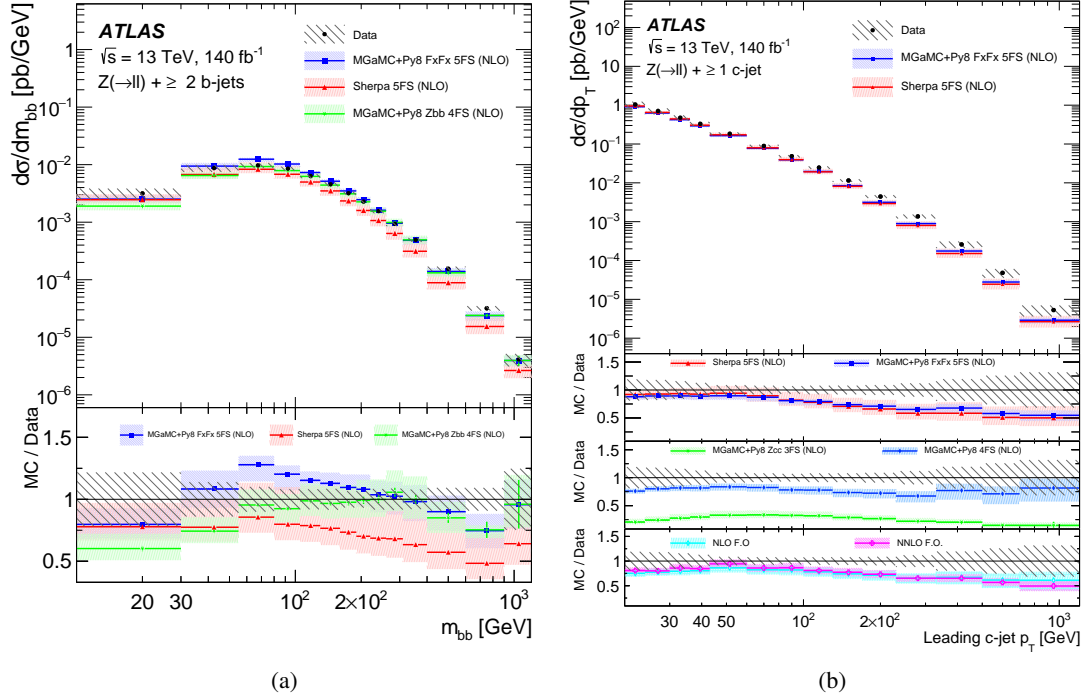 ATLAS
√s = 13 TeV, 140 fb⁻¹
Z(→ll) + ≥ 2 b-jets
Data
MGaMC+Py8 FxFx 5FS (NLO)
Sherpa 5FS (NLO)
MGaMC+Py8 Zbb 4FS (NLO)
dσ/dm_bb [pb/GeV]
1
10⁻¹
10⁻²
10⁻³
10⁻⁴
10⁻⁵
10⁻⁶
MGaMC+Py8 FxFx 5FS (NLO) Sherpa 5FS (NLO) MGaMC+Py8 Zbb 4FS (NLO)
MC / Data
1.5
1
0.5
20 30 10² 2×10² 10³
m_bb [GeV]
(a)
ATLAS
√s = 13 TeV, 140 fb⁻¹
Z(→ll) + ≥ 1 c-jet
Data
MGaMC+Py8 FxFx 5FS (NLO)
Sherpa 5FS (NLO)
dσ/dp_T [pb/GeV]
10²
10
1
10⁻¹
10⁻²
10⁻³
10⁻⁴
10⁻⁵
10⁻⁶
Sherpa 5FS (NLO) MGaMC+Py8 FxFx 5FS (NLO)
MC / Data
1.5
1.0
0.5
MGaMC+Py8 Zcc 3FS (NLO) MGaMC+Py8 4FS (NLO)
MC / Data
1.5
1.0
0.5
NLO F.O NNLO F.O.
MC / Data
1.5
1.0
0.5
30 40 50 10² 2×10² 10³
Leading c-jet p_T [GeV]
(b)